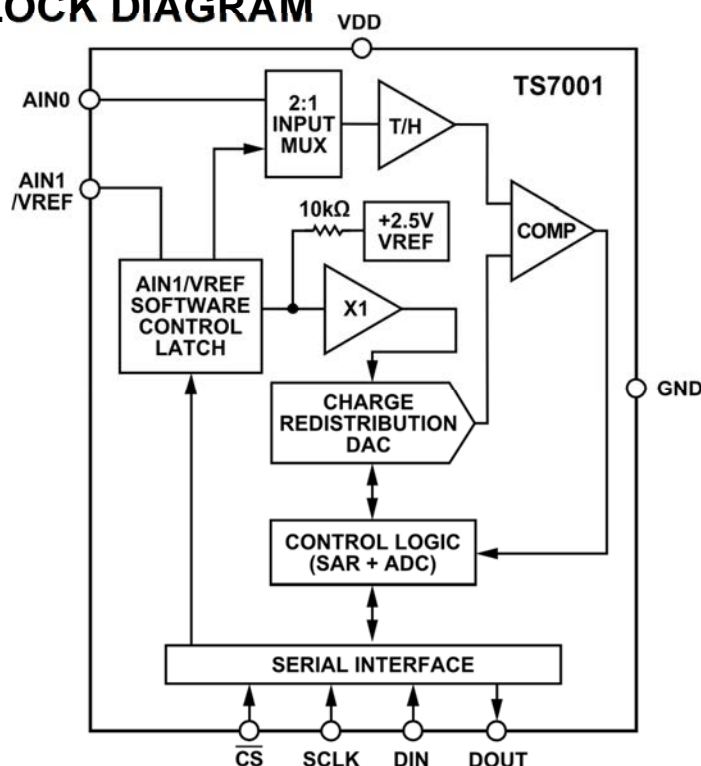 LOCK DIAGRAM
VDD
TS7001
AIN0
2:1
INPUT
MUX
T/H
AIN1
/VREF
10kΩ
+2.5V
VREF
COMP
AIN1/VREF
SOFTWARE
CONTROL
LATCH
X1
GND
CHARGE
REDISTRIBUTION
DAC
CONTROL LOGIC
(SAR + ADC)
SERIAL INTERFACE
C̅S̅
SCLK
DIN
DOUT